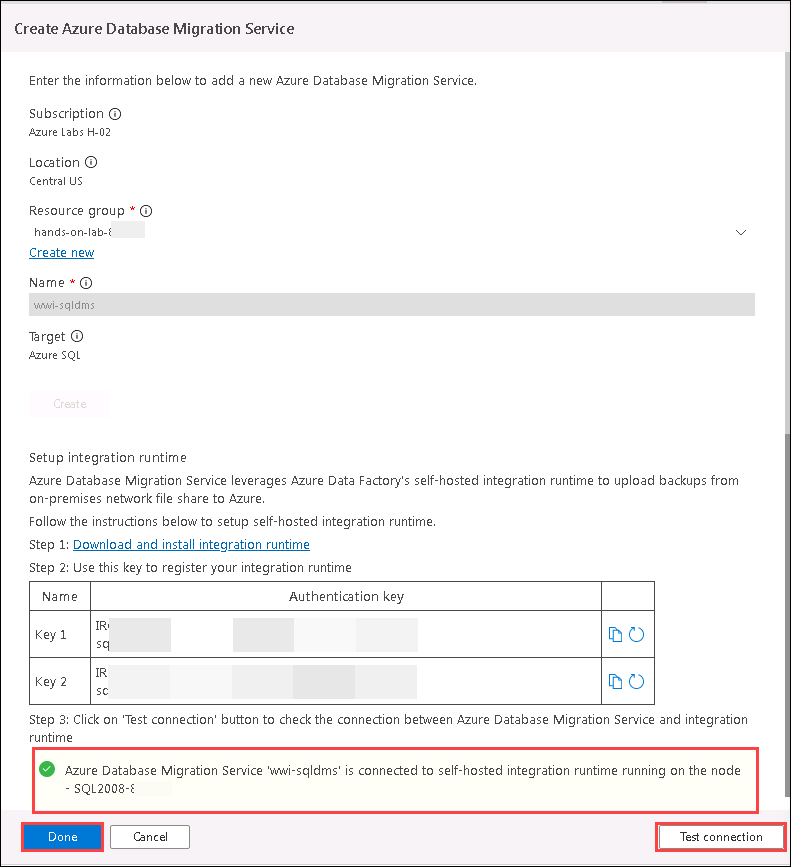 Create Azure Database Migration Service
Enter the information below to add a new Azure Database Migration Service.
Subscription
Azure Labs H-02
Location
Central US
Resource group *
hands-on-lab-
Create new
Name *
wwi-sqldms
Target
Azure SQL
Create
Setup integration runtime
Azure Database Migration Service leverages Azure Data Factory's self-hosted integration runtime to upload backups from
on-premises network file share to Azure.
Follow the instructions below to setup self-hosted integration runtime.
Step 1: Download and install integration runtime
Step 2: Use this key to register your integration runtime
Name Authentication key
Key 1 IR
sq
Key 2 IR
sq
Step 3: Click on 'Test connection' button to check the connection between Azure Database Migration Service and integration
runtime
Azure Database Migration Service 'wwi-sqldms' is connected to self-hosted integration runtime running on the node
- SQL2008-8
Done Cancel Test connection